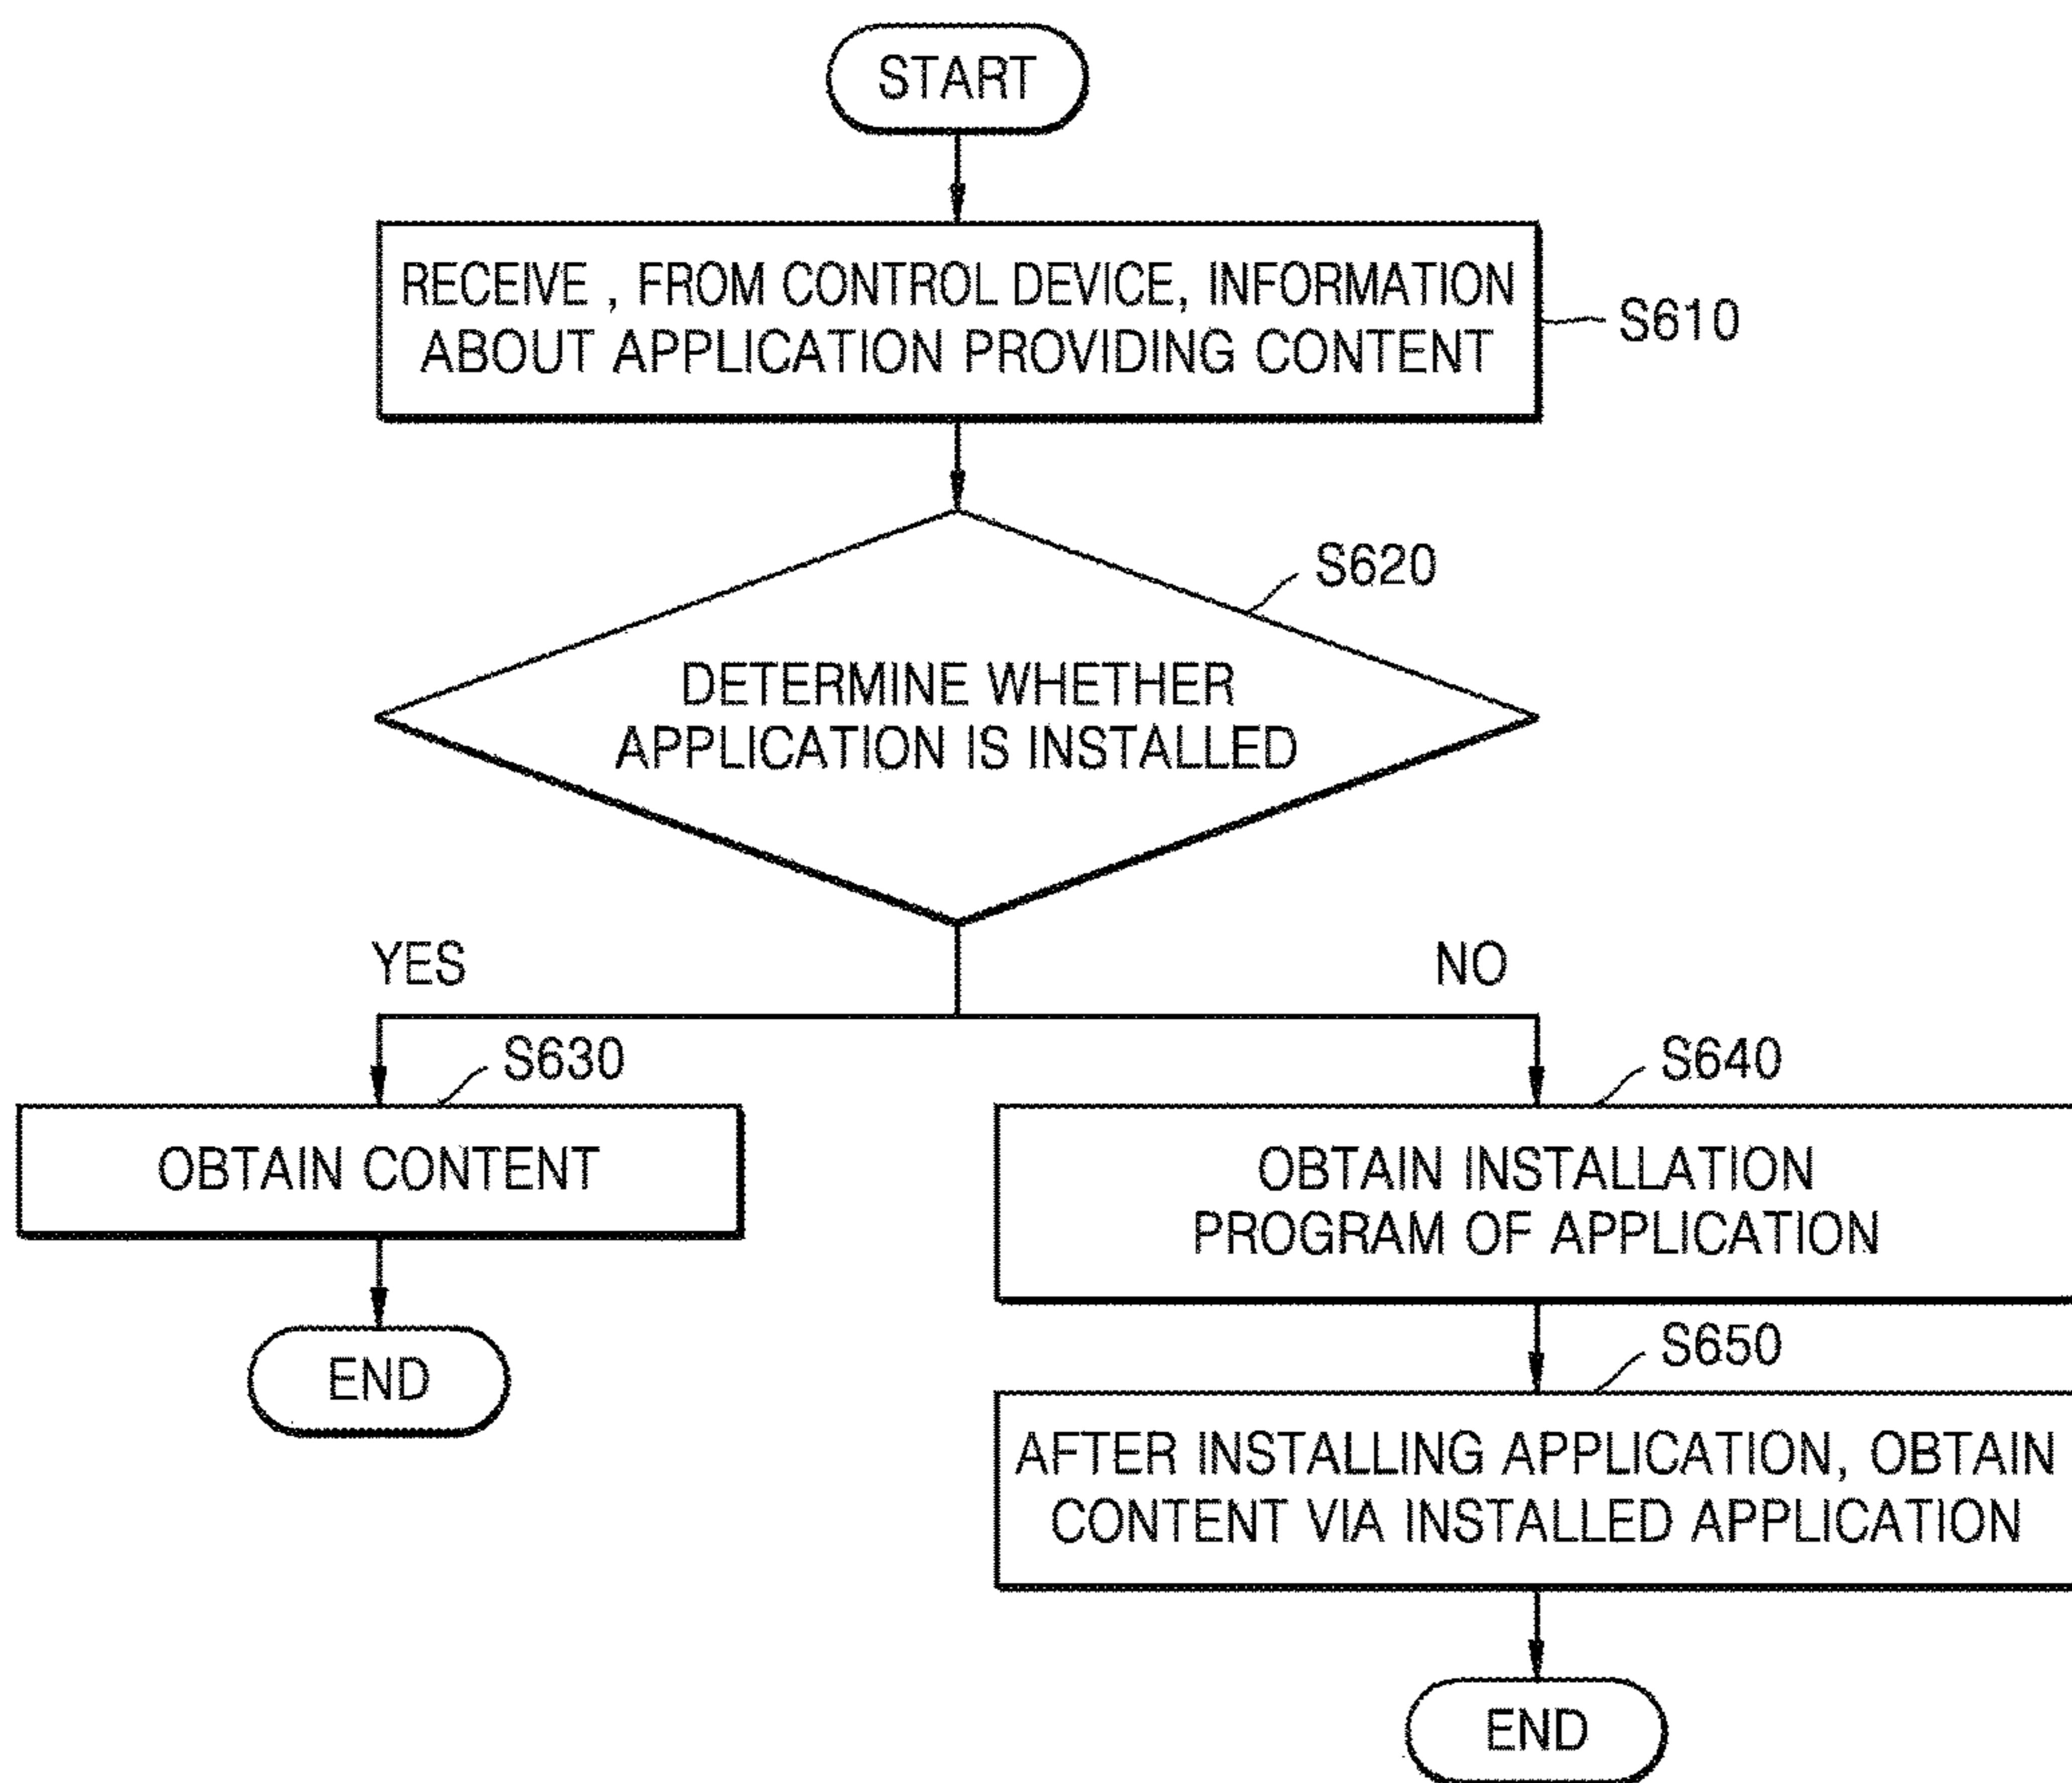 START
RECEIVE , FROM CONTROL DEVICE, INFORMATION
ABOUT APPLICATION PROVIDING CONTENT
S610
S620
DETERMINE WHETHER
APPLICATION IS INSTALLED
YES
NO
S630
OBTAIN CONTENT
END
S640
OBTAIN INSTALLATION
PROGRAM OF APPLICATION
S650
AFTER INSTALLING APPLICATION, OBTAIN
CONTENT VIA INSTALLED APPLICATION
END